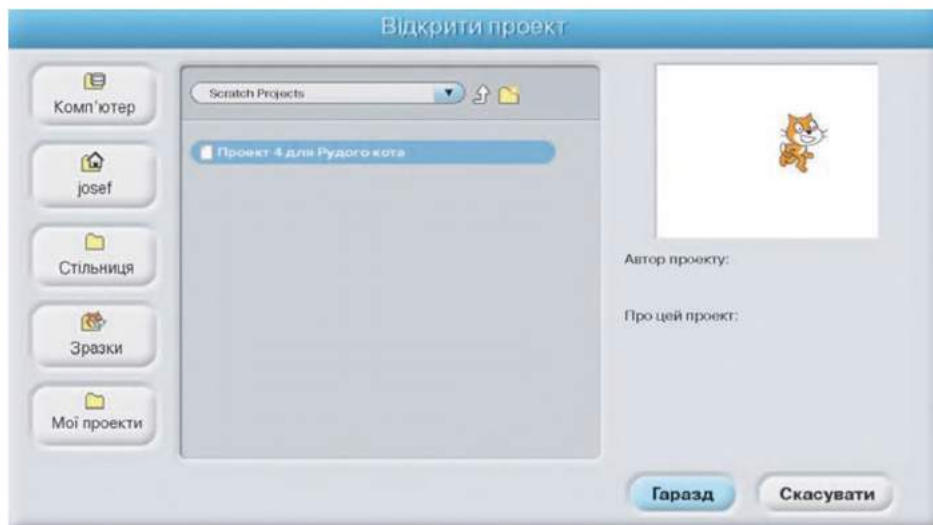 Відкрити проект
Комп'ютер
josef
Стільниця
Зразки
Мої проекти
Scratch Projects
Проект 4 для Рудого кота
Автор проекту:
Про цей проект:
Гаразд
Скасувати